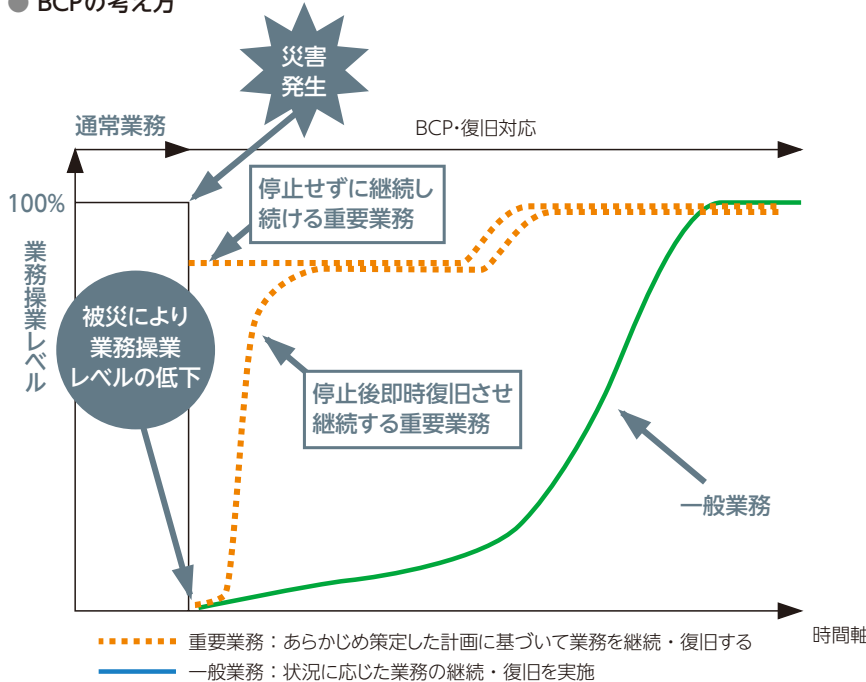 ● BCPの考え方
災害
発生
通常業務
BCP・復旧対応
停止せずに継続し
続ける重要業務
100%
業務操業レベル
被災により
業務操業
レベルの低下
停止後即時復旧させ
継続する重要業務
一般業務
時間軸
重要業務：あらかじめ策定した計画に基づいて業務を継続・復旧する
一般業務：状況に応じた業務の継続・復旧を実施